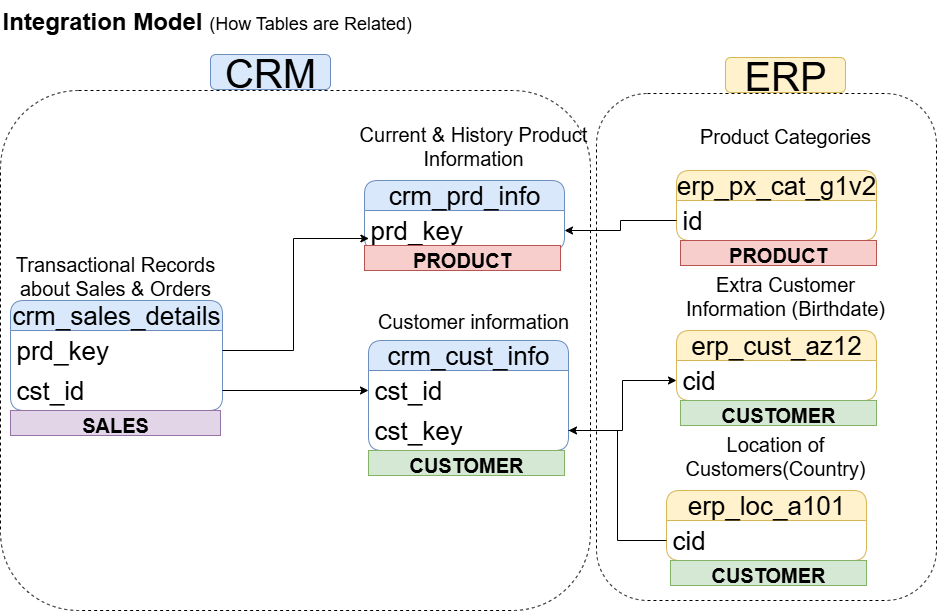 Integration Model (How Tables are Related)
CRM
ERP
Current & History Product
Information
crm_prd_info
prd_key
PRODUCT
Transactional Records
about Sales & Orders
crm_sales_details
prd_key
cst_id
SALES
Customer information
crm_cust_info
cst_id
cst_key
CUSTOMER
Product Categories
erp_px_cat_g1v2
id
PRODUCT
Extra Customer
Information (Birthdate)
erp_cust_az12
cid
CUSTOMER
Location of
Customers(Country)
erp_loc_a101
cid
CUSTOMER